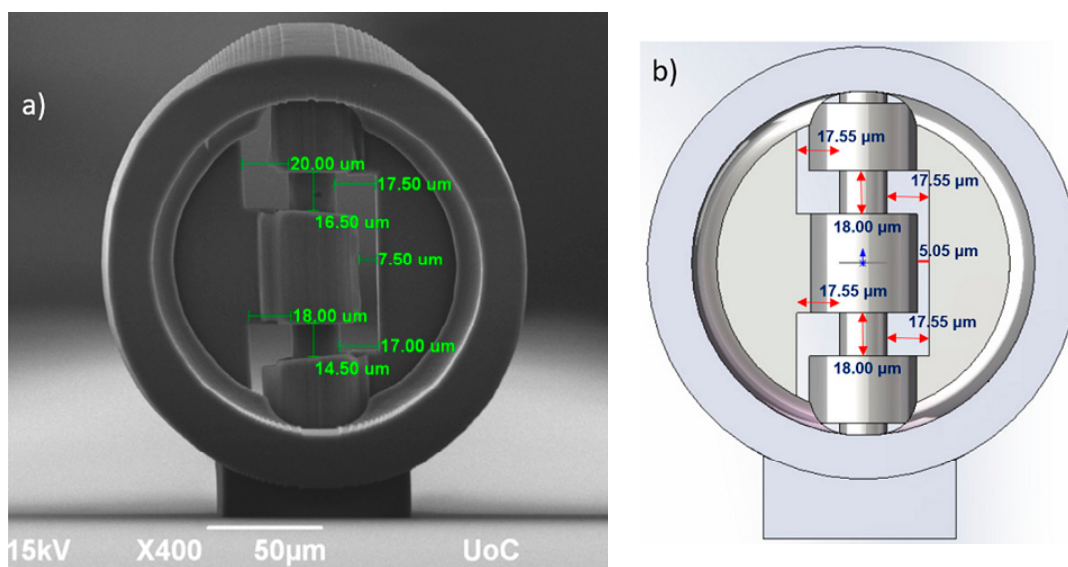 a)
20.00 um
17.50 um
16.50 um
7.50 um
18.00 um
17.00 um
14.50 um
15kV X400 50µm UoC
b)
17.55 µm
17.55 µm
18.00 µm
5.05 µm
17.55 µm
17.55 µm
18.00 µm